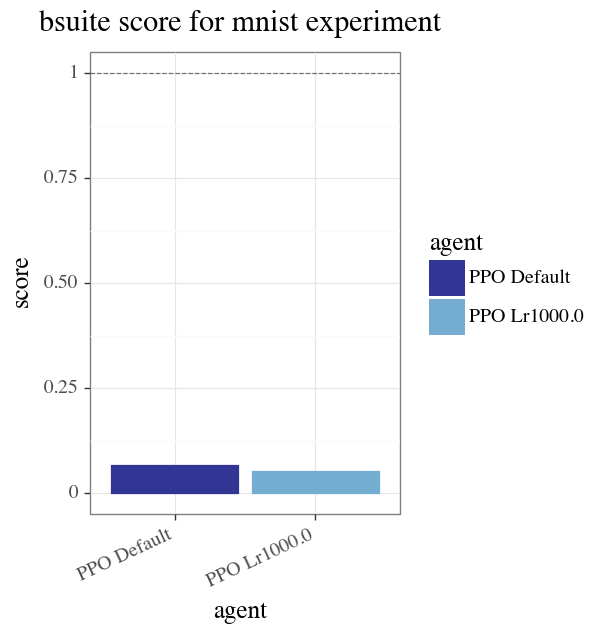 bsuite score for mnist experiment
1
0.75
0.50
0.25
0
score
PPO Default
PPO Lr1000.0
agent
agent
PPO Default
PPO Lr1000.0